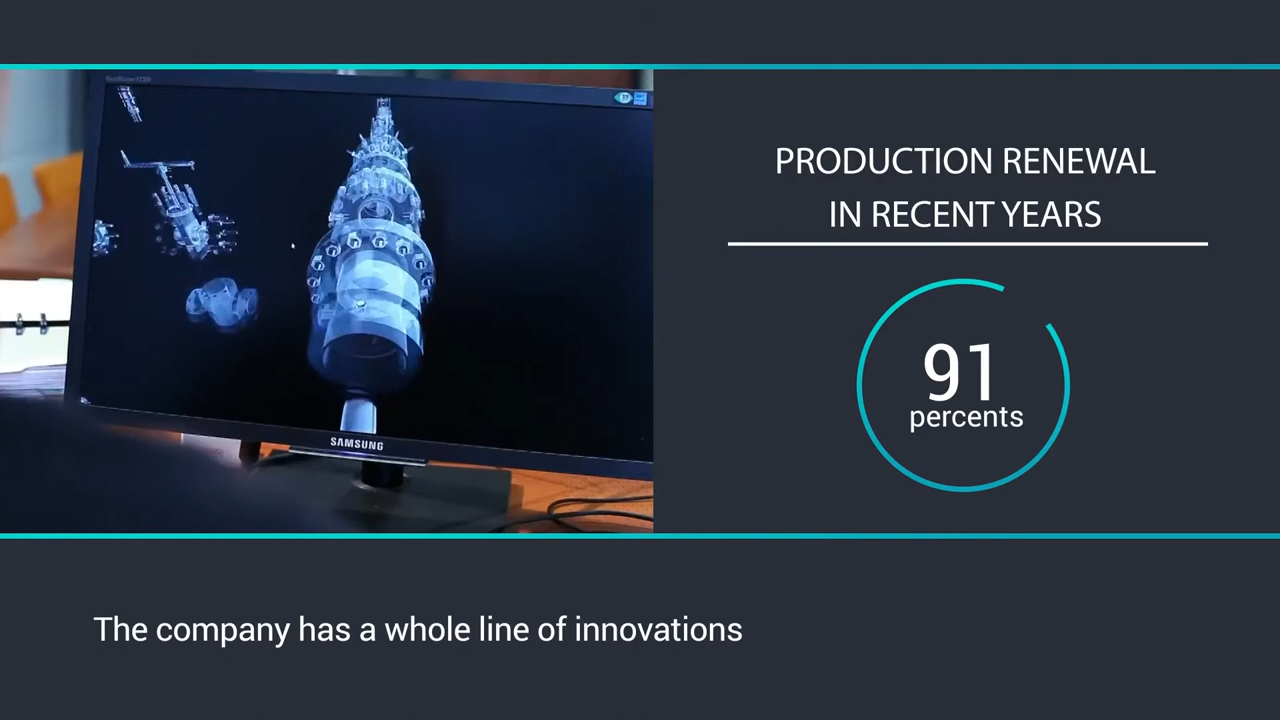 PRODUCTION RENEWAL
IN RECENT YEARS
91
percents
SAMSUNG
The company has a whole line of innovations